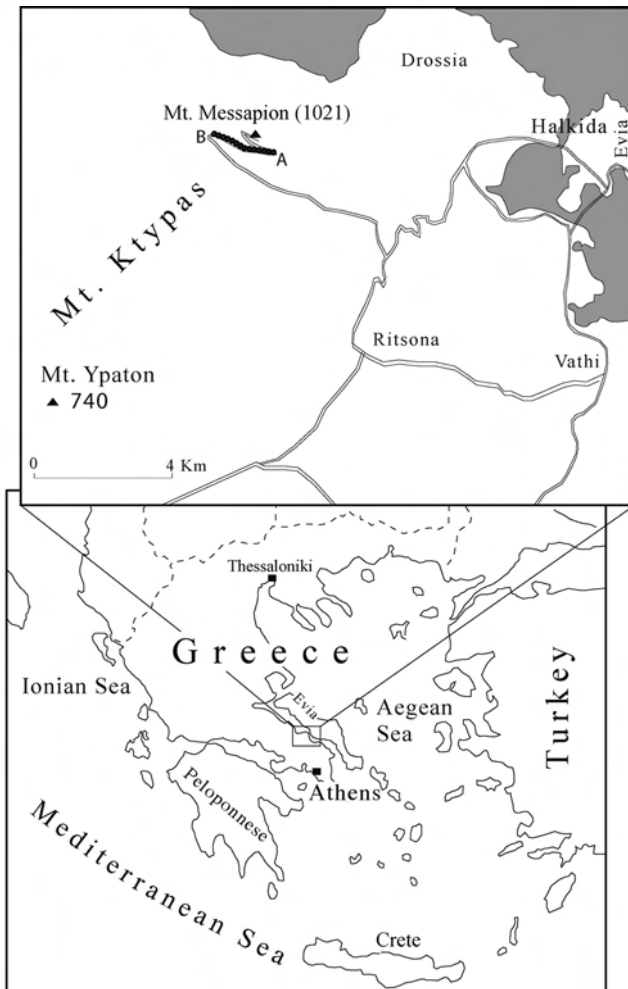 Drossia
Mt. Messapion (1021)
Halkida
Evia
B
A
Mt. Ktypas
Ritsona
Vathi
Mt. Ypaton
740
0 4 Km
Thessaloniki
Greece
Ionian Sea
Evia
Aegean
Sea
Turkey
Athens
Peloponnese
Mediterranean Sea
Crete